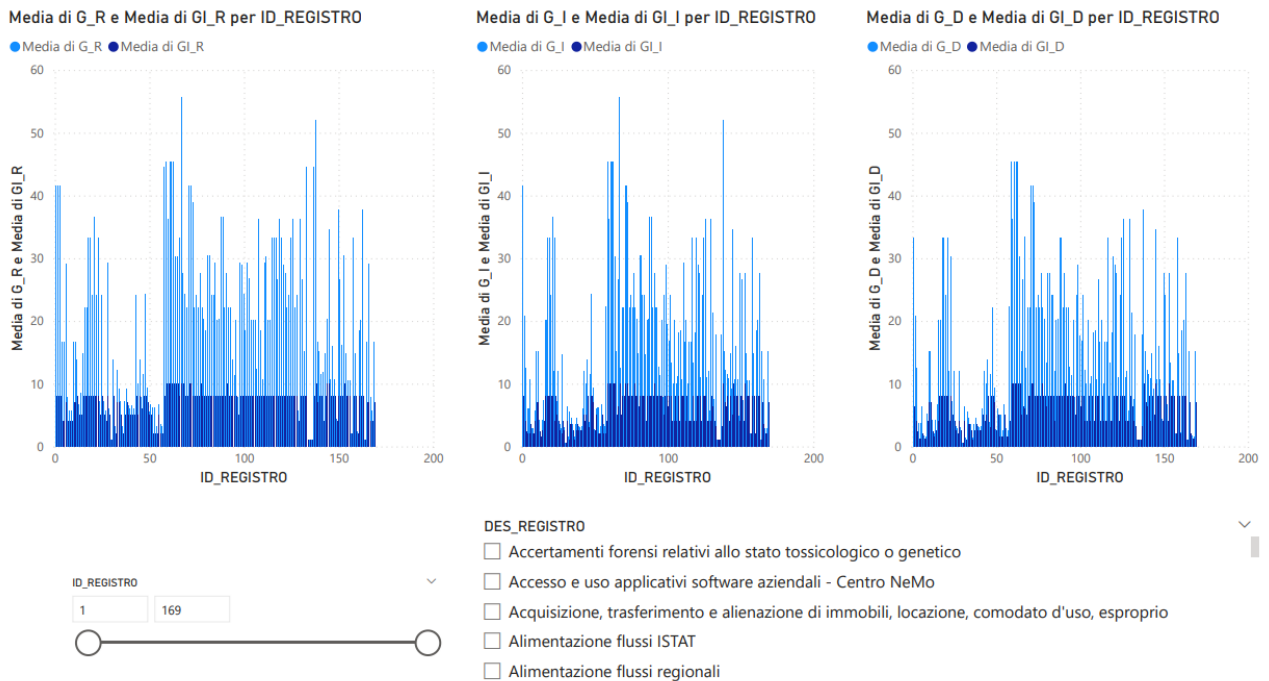 Media di G_R e Media di GI_R per ID_REGISTRO
Media di G_R Media di GI_R
60
50
40
30
20
10
0
Media di G_R e Media di GI_R
0 50 100 150 200
ID_REGISTRO
Media di G_I e Media di GI_I per ID_REGISTRO
Media di G_I Media di GI_I
60
50
40
30
20
10
0
Media di G_I e Media di GI_I
0 100 200
ID_REGISTRO
Media di G_D e Media di GI_D per ID_REGISTRO
Media di G_D Media di GI_D
60
50
40
30
20
10
0
Media di G_D e Media di GI_D
0 50 100 150 200
ID_REGISTRO
ID_REGISTRO
1 169
DES_REGISTRO
Accertamenti forensi relativi allo stato tossicologico o genetico
Accesso e uso applicativi software aziendali - Centro NeMo
Acquisizione, trasferimento e alienazione di immobili, locazione, comodato d'uso, esproprio
Alimentazione flussi ISTAT
Alimentazione flussi regionali